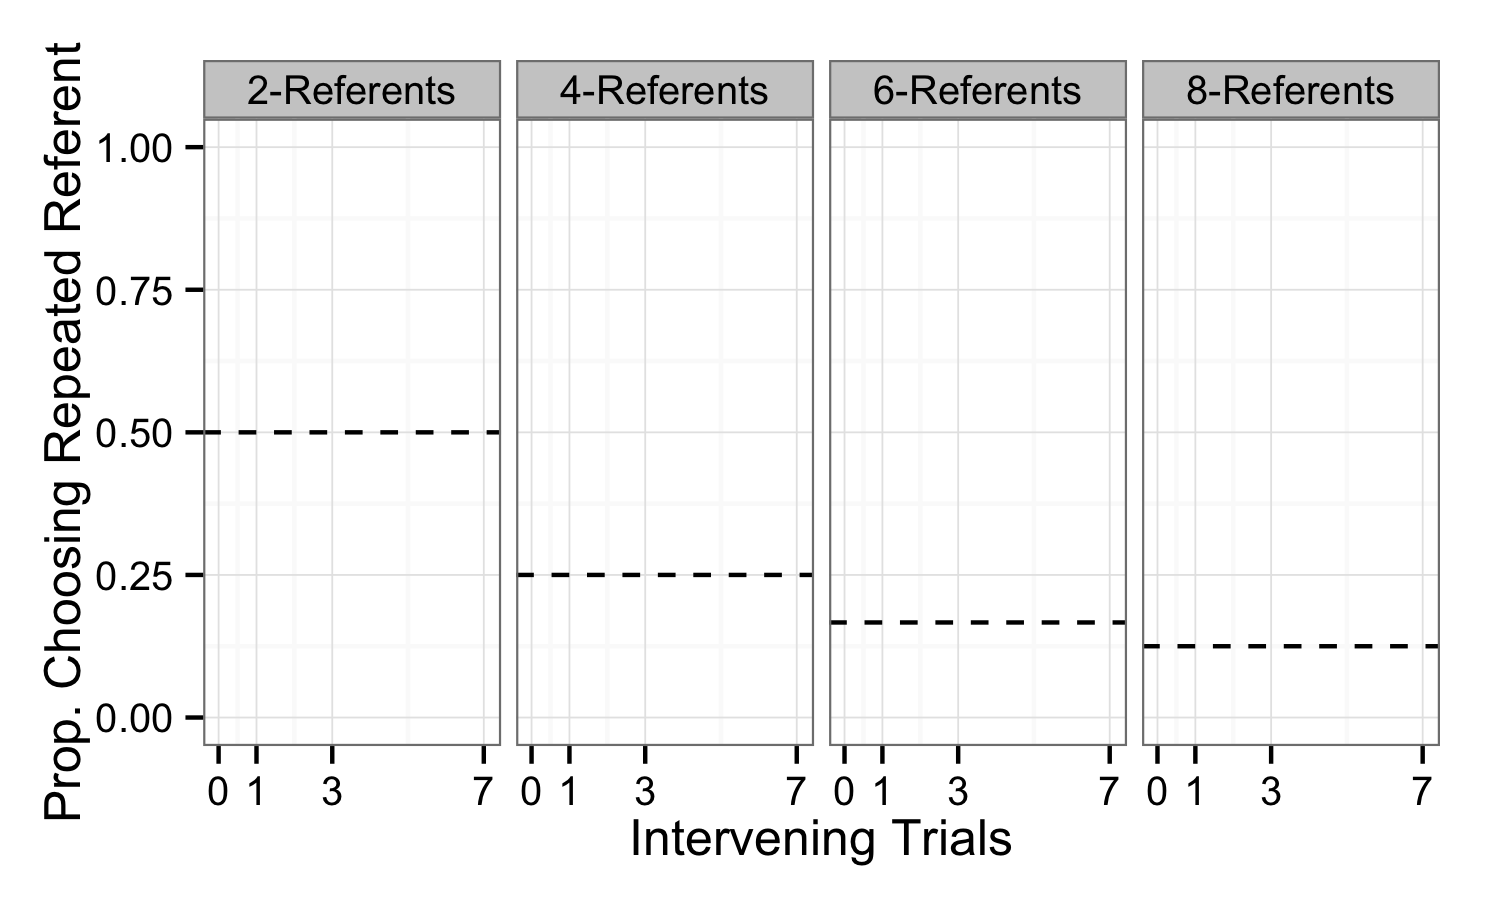 Prop. Choosing Repeated Referent
2-Referents 4-Referents 6-Referents 8-Referents
1.00
0.75
0.50
0.25
0.00
0 1 3 7 0 1 3 7 0 1 3 7 0 1 3 7
Intervening Trials